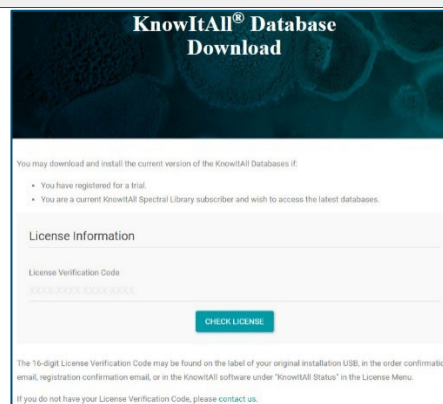 KnowItAll® Database
Download
You may download and install the current version of the KnowItAll Databases if:
• You have registered for a trial.
• You are a current KnowItAll Spectral Library subscriber and wish to access the latest databases.
License Information
License Verification Code
XXXX XXXX XXXX XXXX
CHECK LICENSE
The 16-digit License Verification Code may be found on the label of your original installation USB, in the order confirmatio
email, registration confirmation email, or in the KnowItAll software under "KnowItAll Status" in the License Menu.
If you do not have your License Verification Code, please contact us.